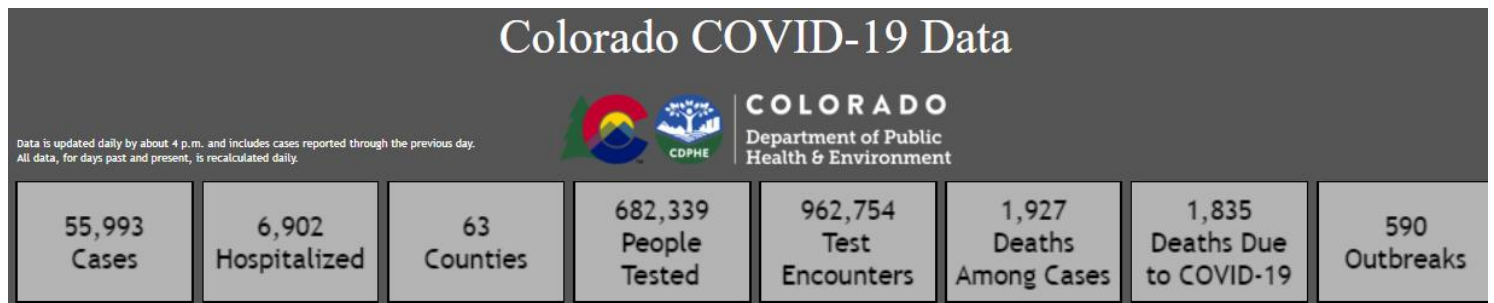 Colorado COVID-19 Data
COLORADO
Department of Public
Health & Environment
CDPHE
TM
Data is updated daily by about 4 p.m. and includes cases reported through the previous day.
All data, for days past and present, is recalculated daily.
55,993
Cases
6,902
Hospitalized
63
Counties
682,339
People
Tested
962,754
Test
Encounters
1,927
Deaths
Among Cases
1,835
Deaths Due
to COVID-19
590
Outbreaks